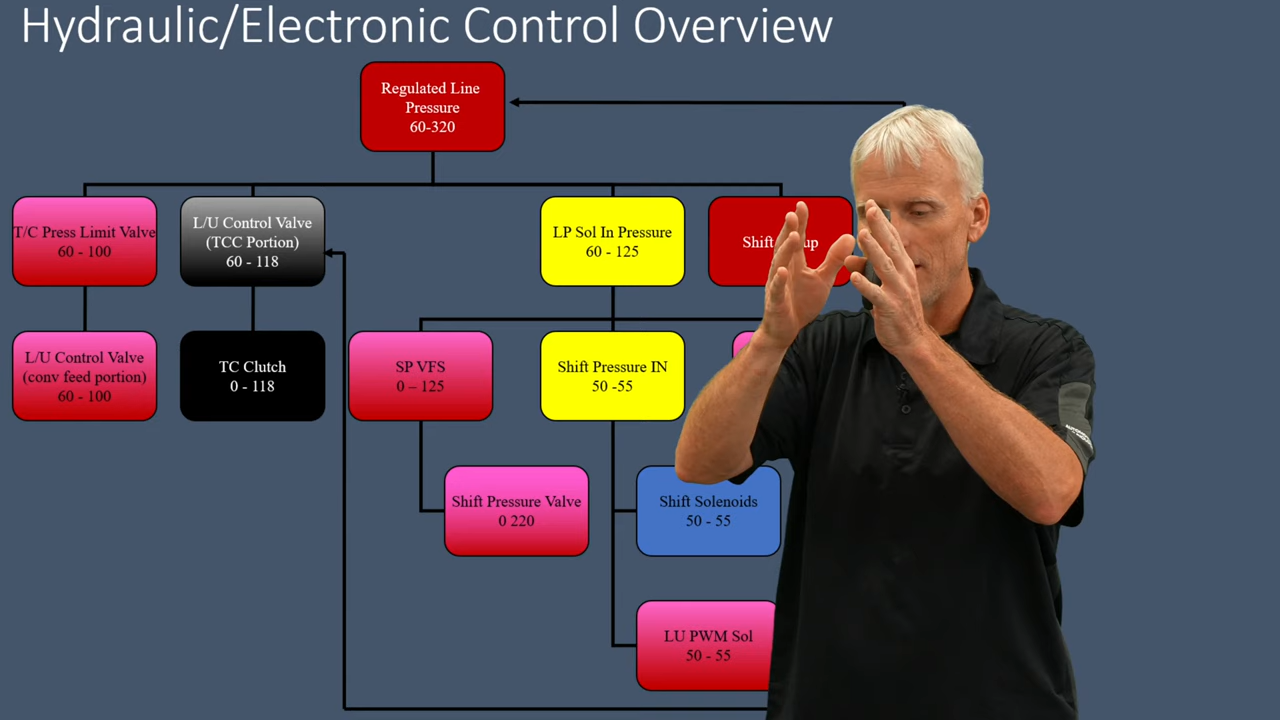 Hydraulic/Electronic Control Overview
Regulated Line
Pressure
60-320
T/C Press Limit Valve
60 - 100
L/U Control Valve
(TCC Portion)
60 - 118
LP Sol In Pressure
60 - 125
Shift
L/U Control Valve
(conv feed portion)
60 - 100
TC Clutch
0 - 118
SP VFS
0 – 125
Shift Pressure IN
50 -55
Shift Pressure Valve
0 220
Shift Solenoids
50 - 55
LU PWM Sol
50 - 55